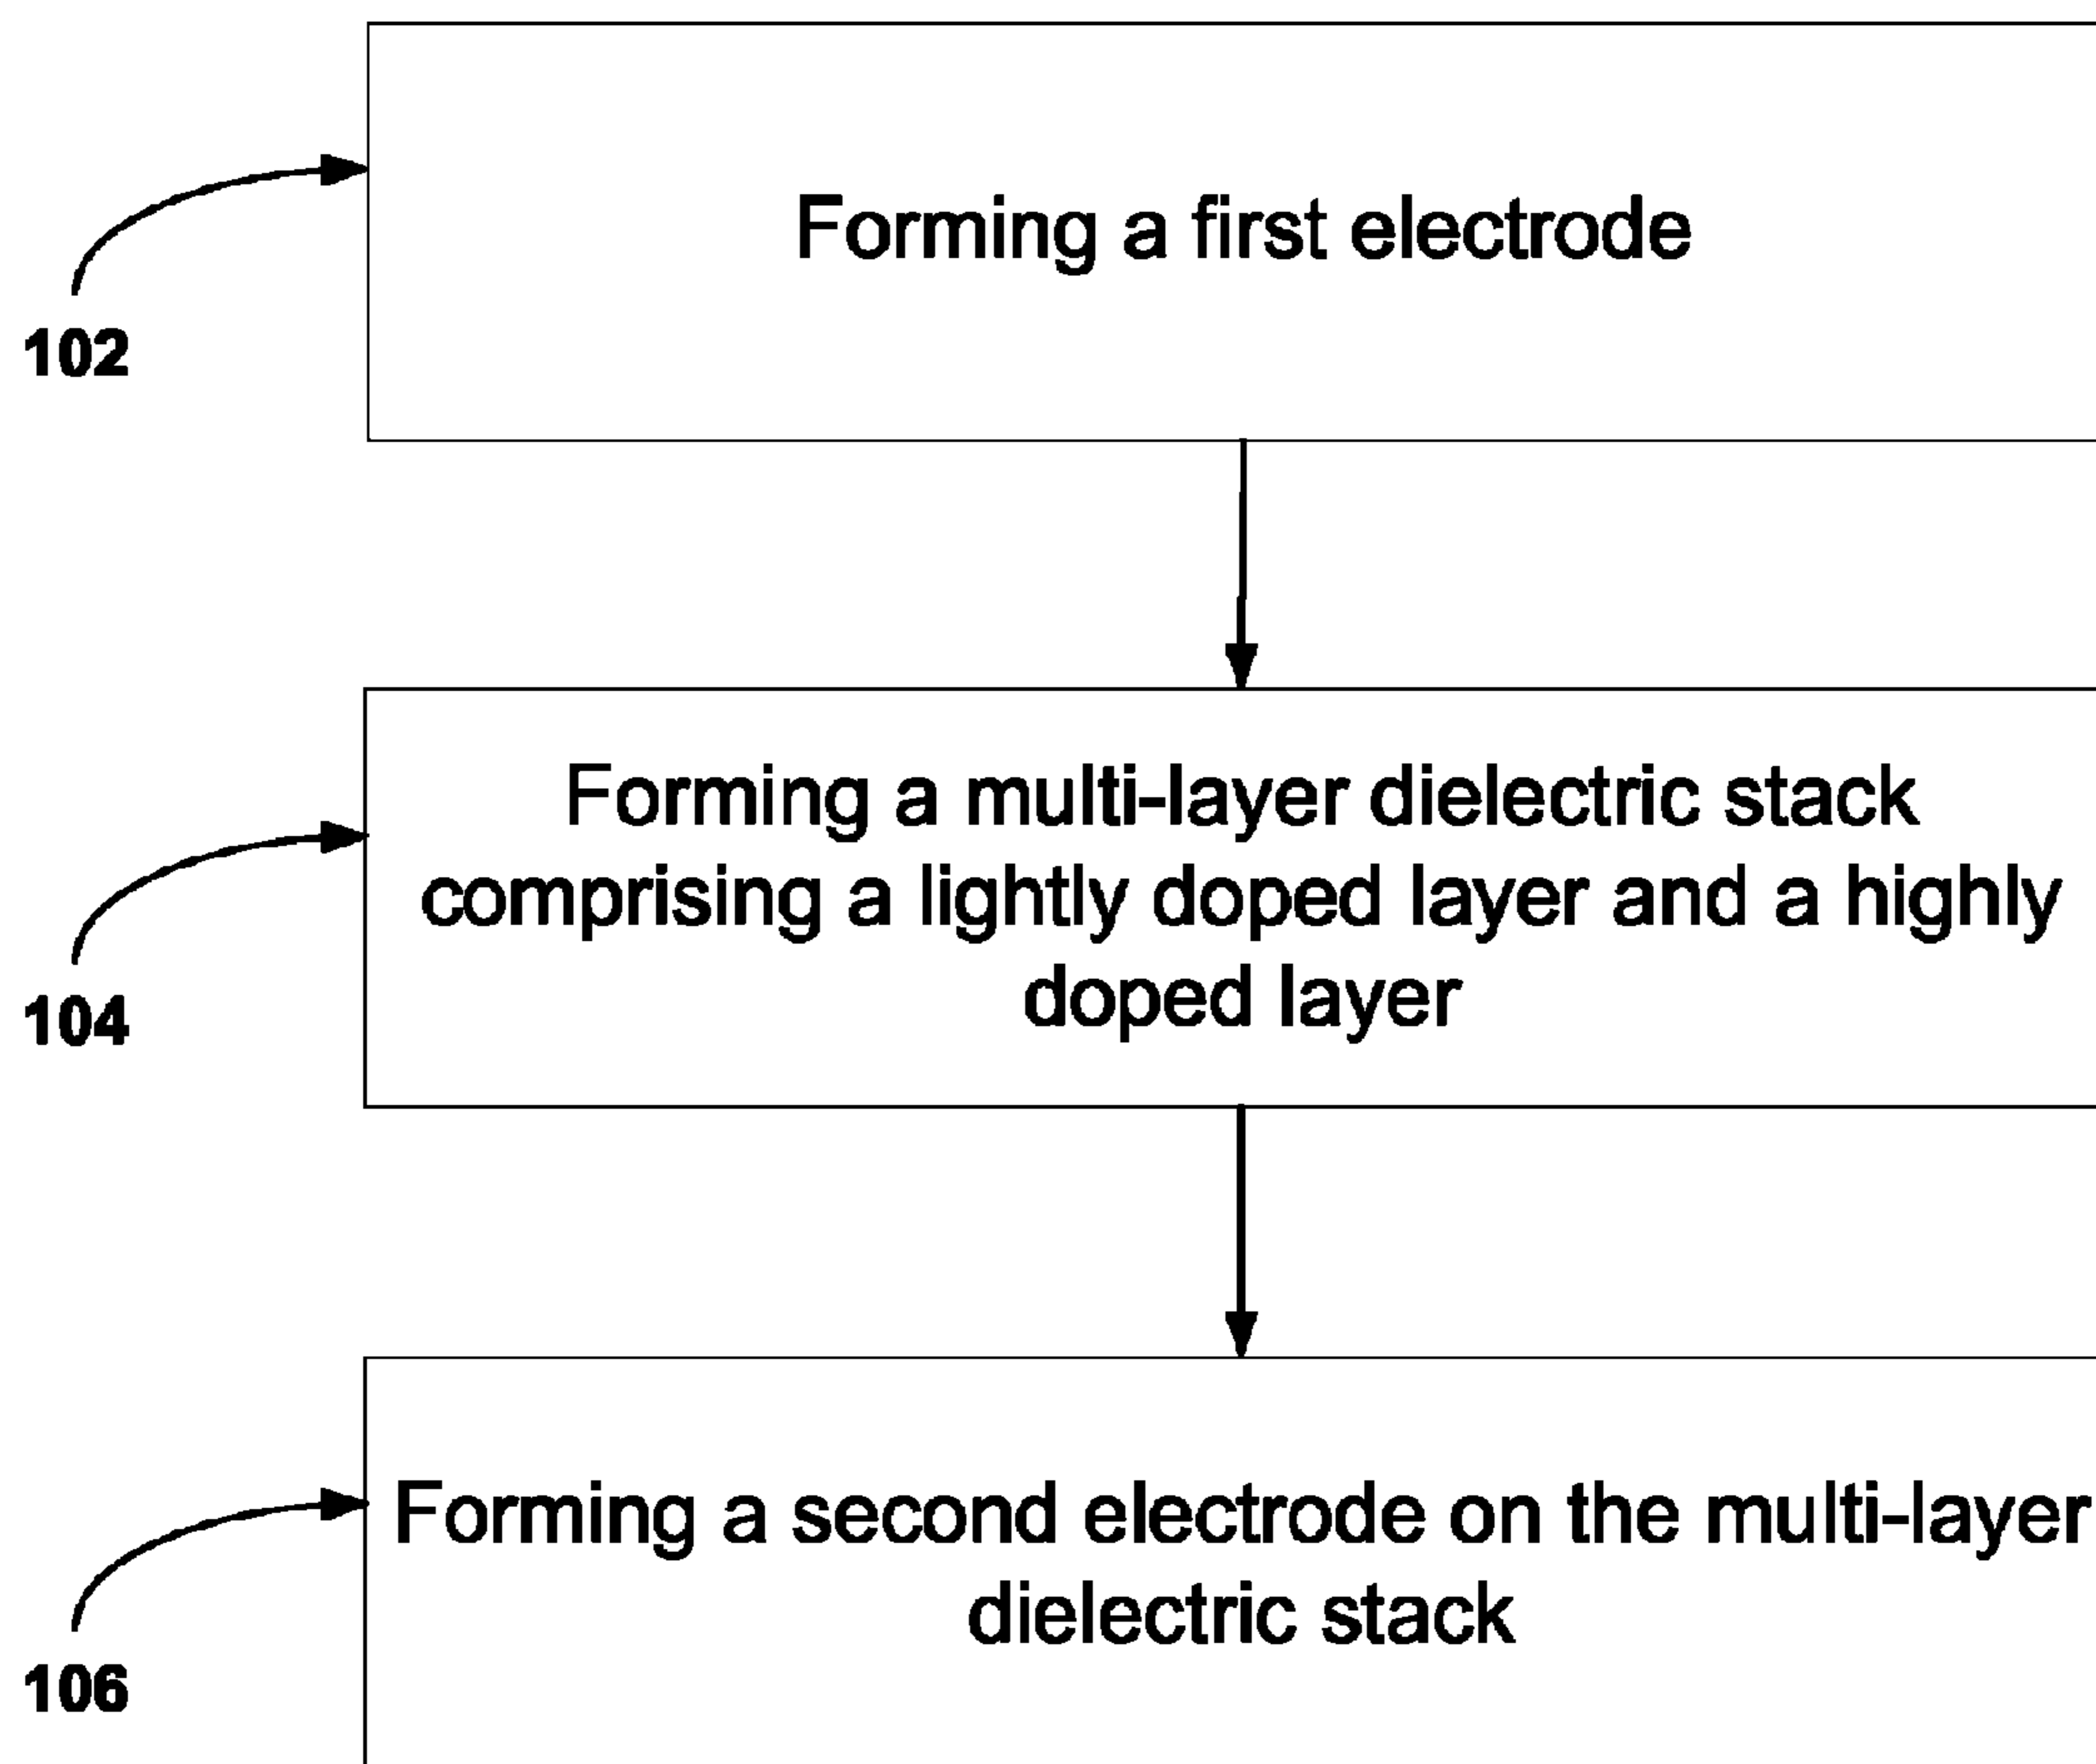 Forming a first electrode
102
Forming a multi-layer dielectric stack
comprising a lightly doped layer and a highly
doped layer
104
Forming a second electrode on the multi-layer
dielectric stack
106